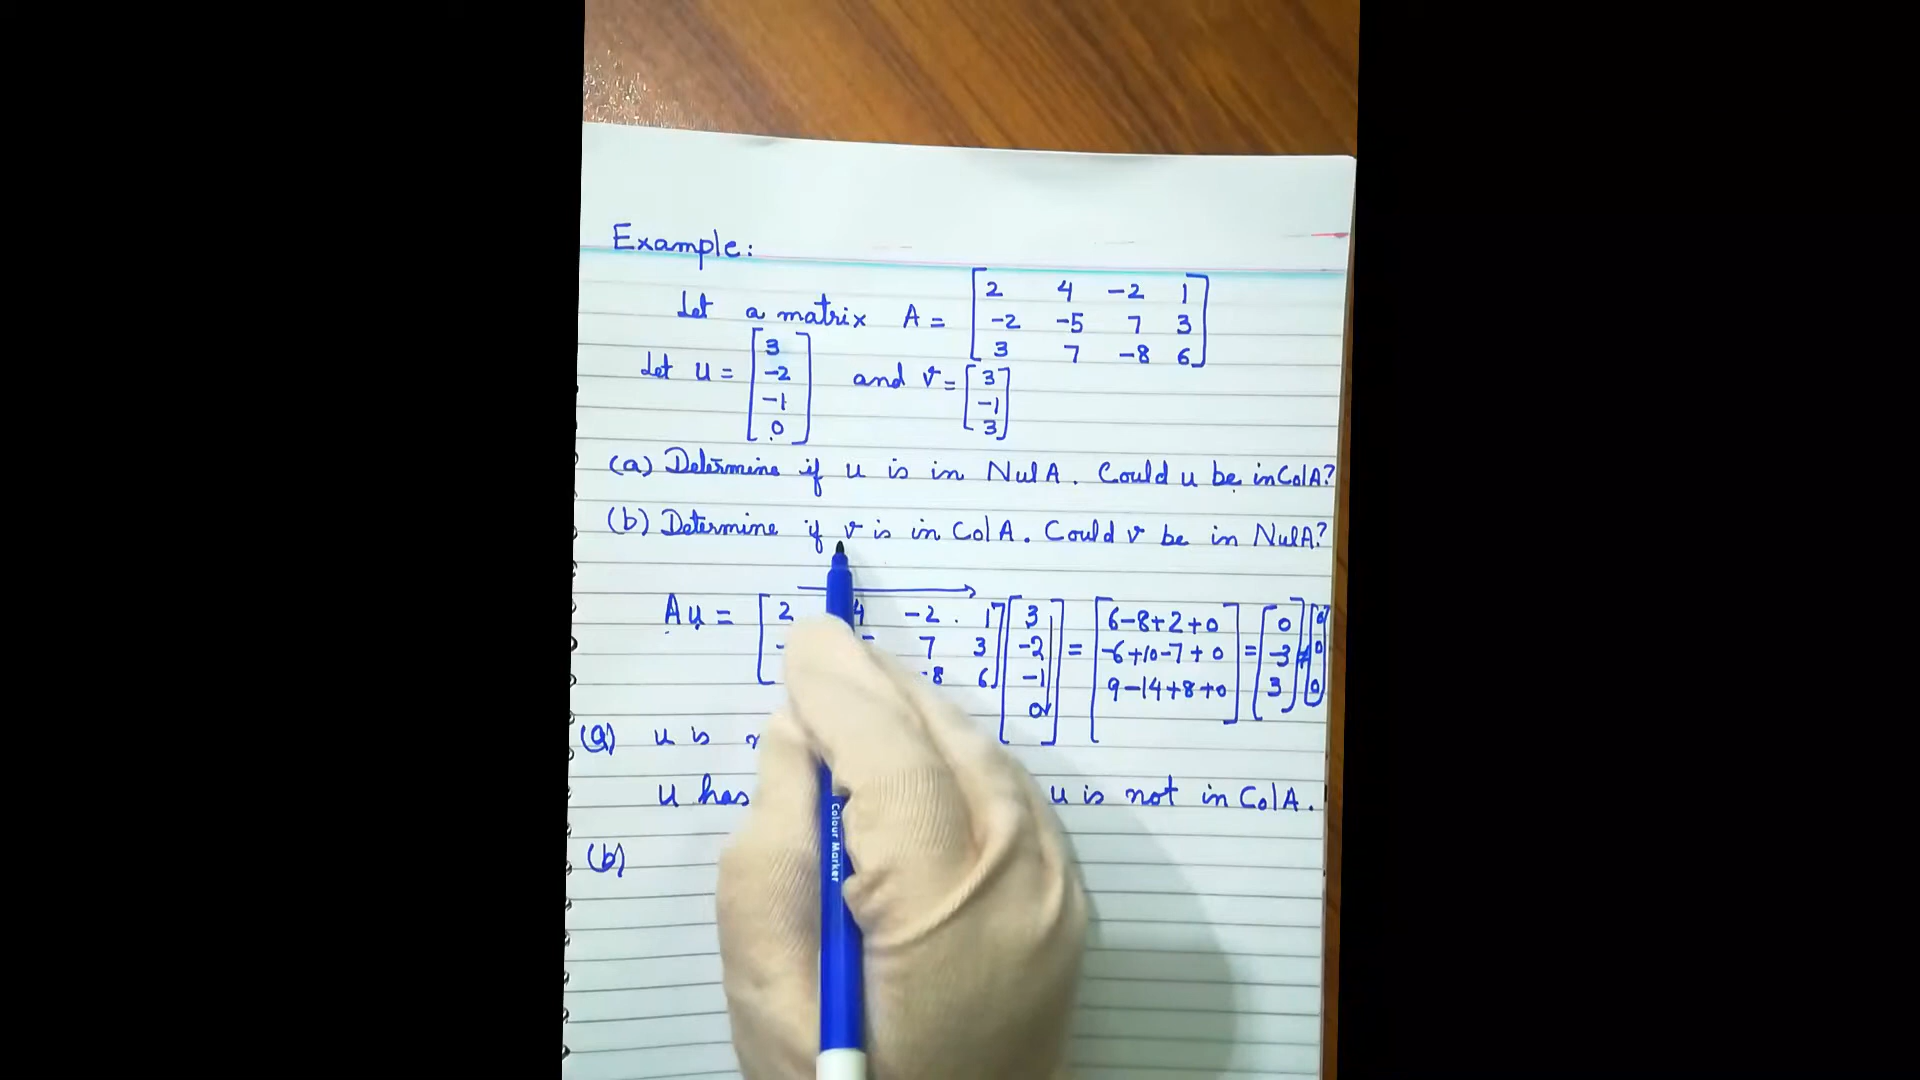 Example:
Let a matrix A = [2 4 -2 1
-2 -5 7 3
3 7 -8 6]
Let u = [3 -2 -1 0] and v = [3 -1 3]
(a) Determine if u is in Nul A. Could u be in Col A?
(b) Determine if v is in Col A. Could v be in Nul A?
Au = [2 4 -2 1] [3] = [6-8+2+0] = [0] ≠ [0]
7 3 -2 -6+10-7+0 -3 0
-8 6 -1 9-14+8+0 3 0
0
(a) u is
u has u is not in Col A.
(b)
Colour Marker